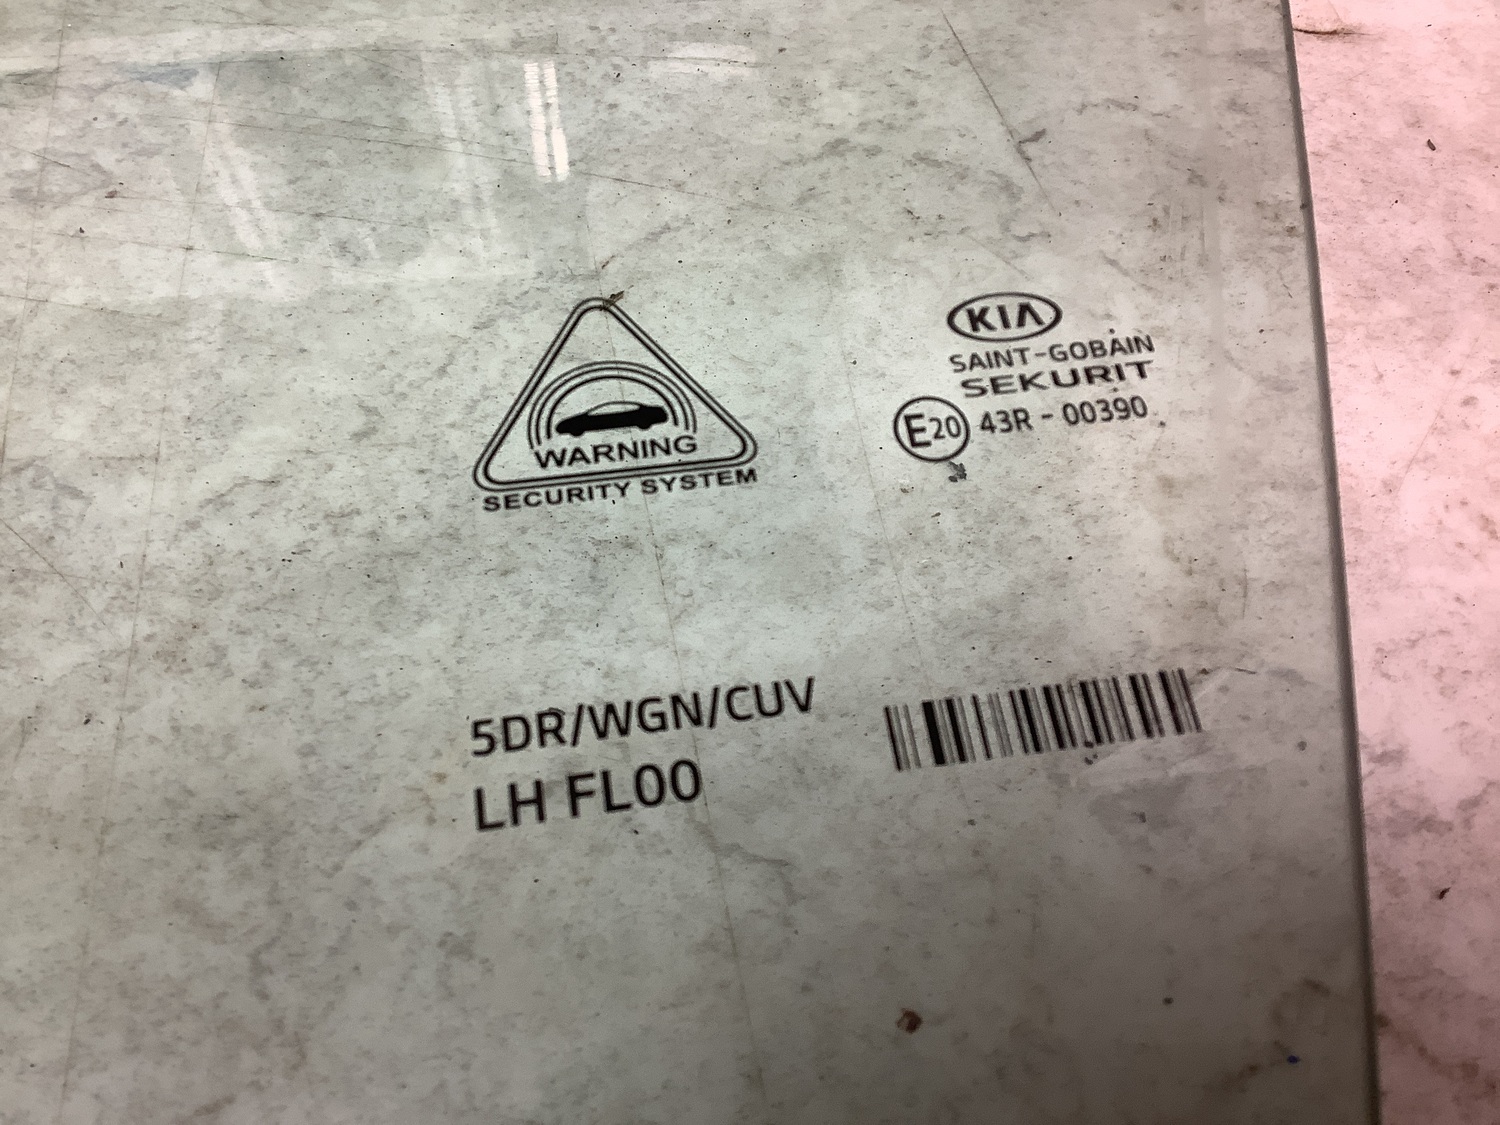 WARNING
SECURITY SYSTEM
KIA
SAINT-GOBAIN
SEKURIT
E20 43R - 00390
5DR/WGN/CUV
LH FL00